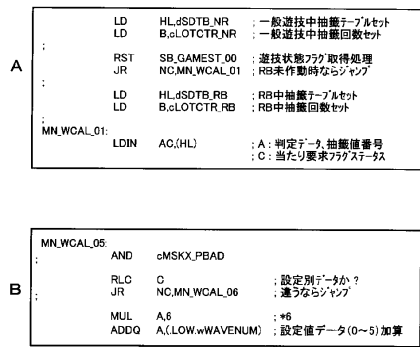 A
LD HL,dSDTB_NR ; 一般遊技中抽籤テーブルセット
LD B,cLOTCTR_NR ; 一般遊技中抽籤回数セット
;
RST SB_GAMEST_00 ; 遊技状態フラグ取得処理
JR NC,MN_WCAL_01 ; RB未作動時ならジャンプ
;
LD HL,dSDTB_RB ; RB中抽籤テーブルセット
LD B,cLOTCTR_RB ; RB中抽籤回数セット
;
MN_WCAL_01:
LDIN AC,(HL) ; A : 判定データ、抽籤値番号
; C : 当たり要求フラグステータス
B
MN_WCAL_05:
AND cMSKX_PBAD
;
RLC C ; 設定別データか ?
JR NC,MN_WCAL_06 ; 違うならジャンプ
;
MUL A,6 ; *6
ADDQ A,(.LOW.wWAVENUM) ; 設定値データ(0~5)加算